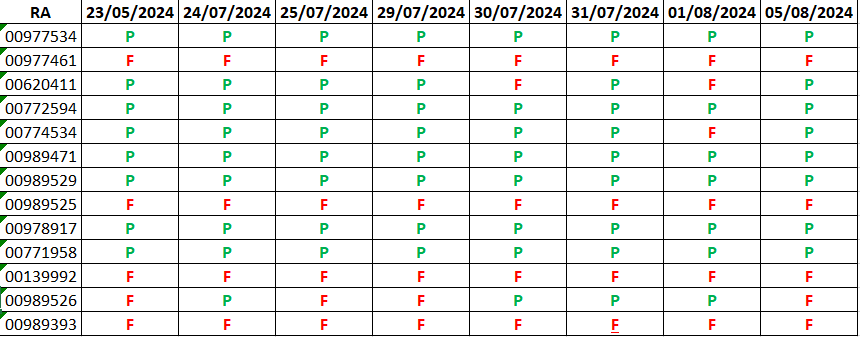 RA 23/05/2024 24/07/2024 25/07/2024 29/07/2024 30/07/2024 31/07/2024 01/08/2024 05/08/2024
00977534 P P P P P P P P
00977461 F F F F F F F F
00620411 P P P P F P F P
00772594 P P P P P P P P
00774534 P P P P P P F P
00989471 P P P P P P P P
00989529 P P P P P P P P
00989525 F F F F F F F F
00978917 P P P P P P P P
00771958 P P P P P P P P
00139992 F F F F F F F F
00989526 F P F F P P P F
00989393 F F F F F F F F